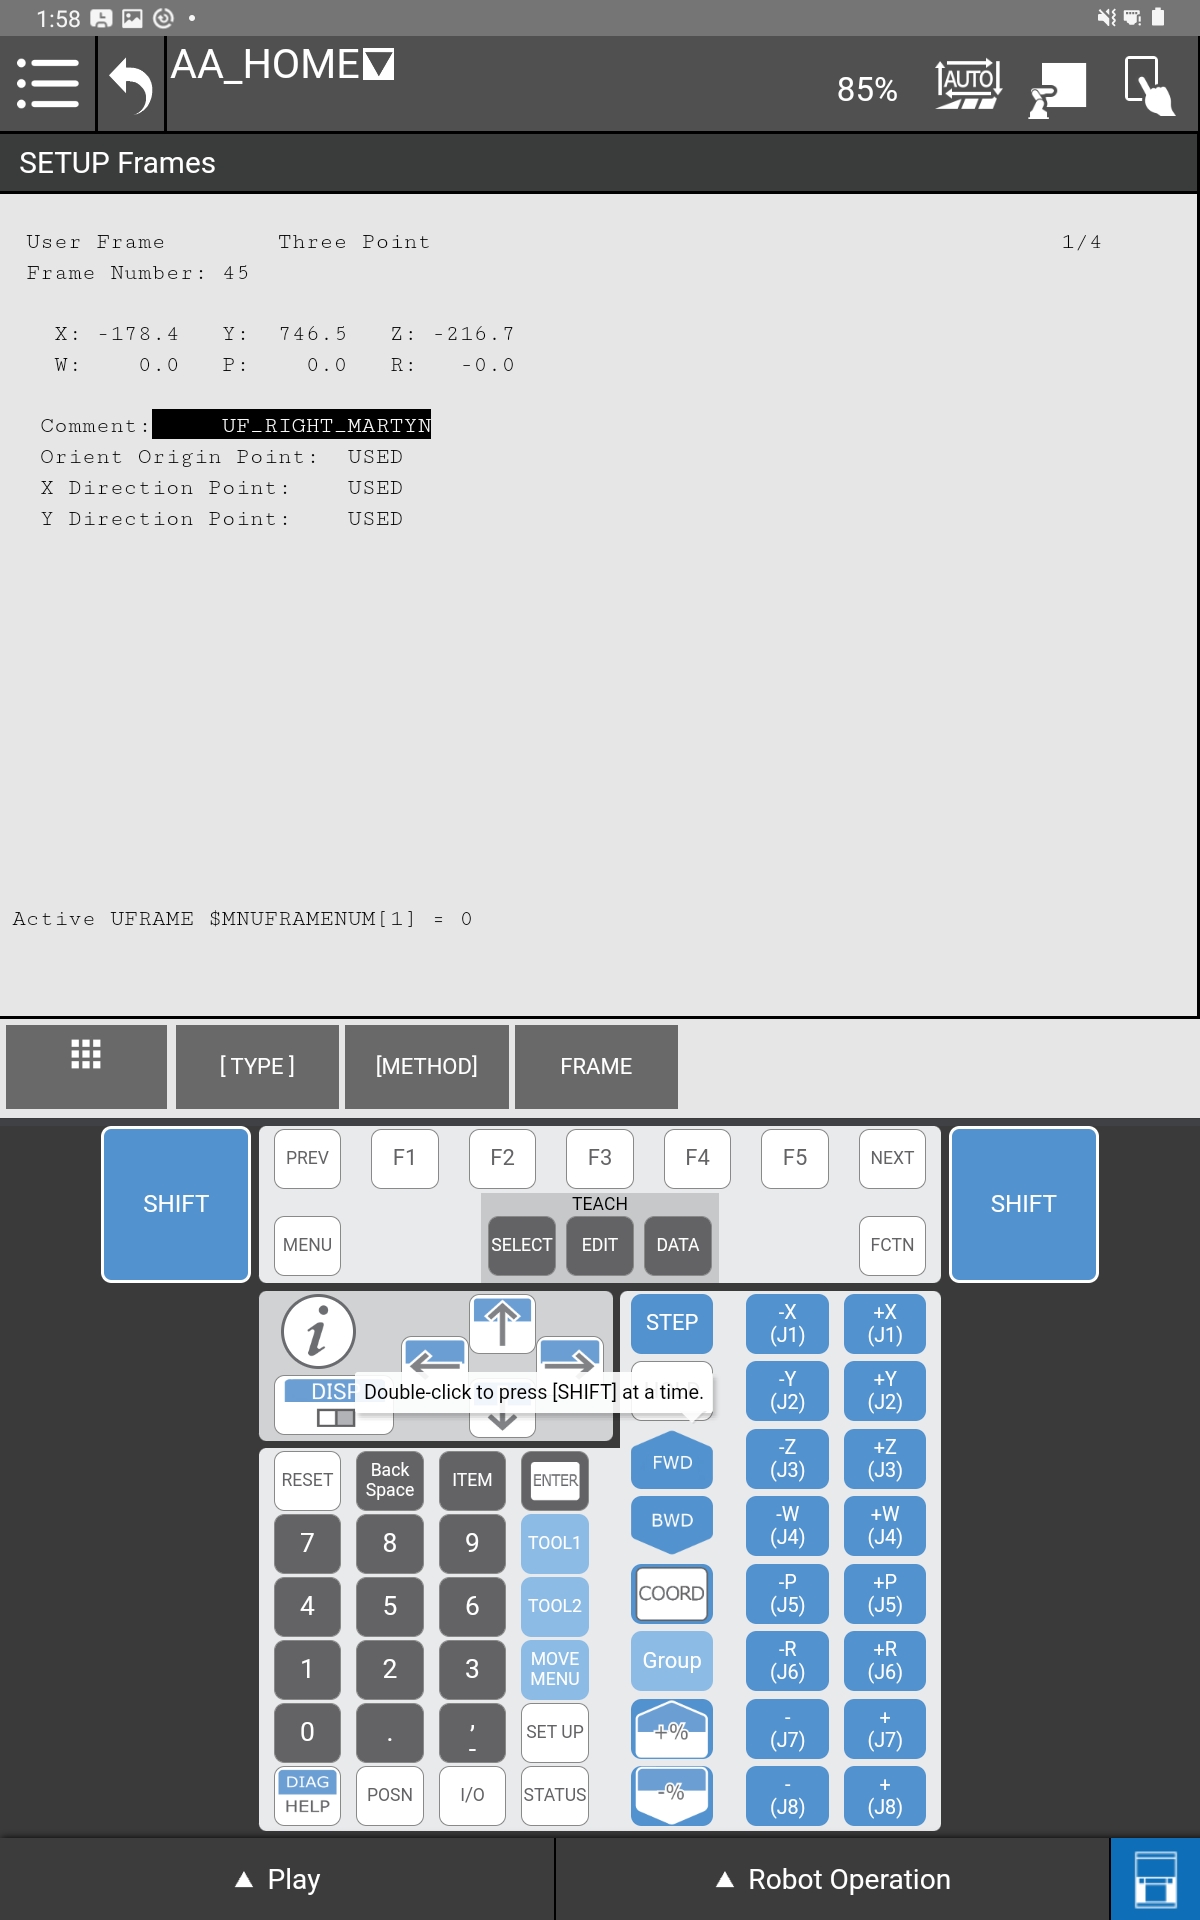 1:58
AA_HOME
85%
AUTO
SETUP Frames
User Frame Three Point 1/4
Frame Number: 45
X: -178.4 Y: 746.5 Z: -216.7
W: 0.0 P: 0.0 R: -0.0
Comment: UF_RIGHT_MARTYN
Orient Origin Point: USED
X Direction Point: USED
Y Direction Point: USED
Active UFRAME $MNUFRAMENUM[1] = 0
[ TYPE ] [METHOD] FRAME
SHIFT
PREV F1 F2 F3 F4 F5 NEXT
SHIFT
TEACH
MENU SELECT EDIT DATA FCTN
i
DISP
Double-click to press [SHIFT] at a time.
RESET Back Space ITEM ENTER
7 8 9 TOOL1
4 5 6 TOOL2
1 2 3 MOVE MENU
0 . , - SET UP
DIAG HELP POSN I/O STATUS
STEP
FWD
BWD
COORD
Group
+%
-%
-X (J1) +X (J1)
-Y (J2) +Y (J2)
-Z (J3) +Z (J3)
-W (J4) +W (J4)
-P (J5) +P (J5)
-R (J6) +R (J6)
- (J7) + (J7)
- (J8) + (J8)
Play
Robot Operation